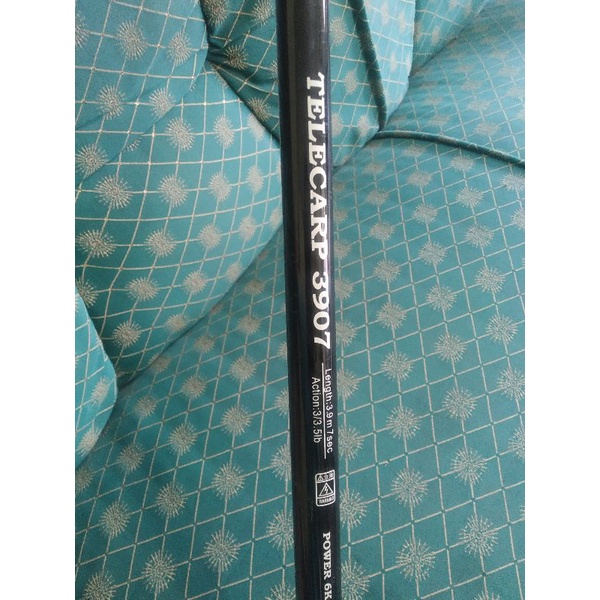 TELECARP 3907
Length:3.9m 7sec
Action:3/3.5lb
POWER 6K